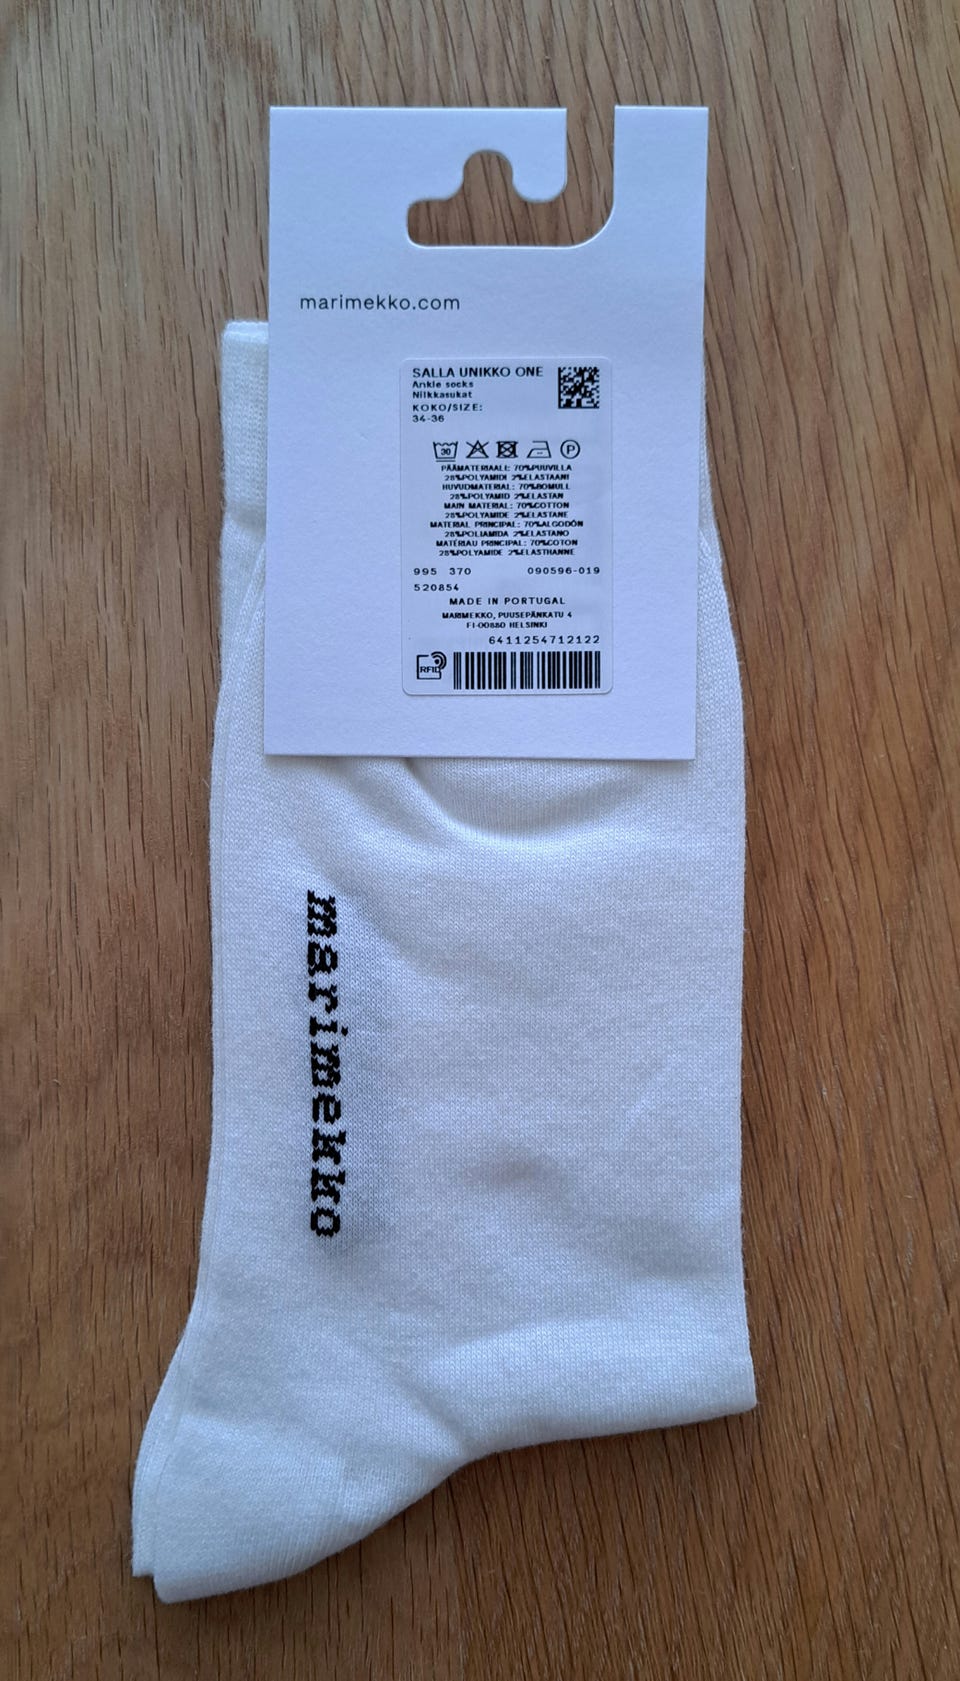 marimekko.com
SALLA UNIKKO ONE
Ankle socks
Nilkkasukat
KOKO/SIZE:
34-36
30
P
PÄÄMATERIAALI: 70%PUUVILLA
28%POLYAMIDI 2%ELASTAANI
HUVUDMATERIAL: 70%BOMULL
28%POLYAMID 2%ELASTAN
MAIN MATERIAL: 70%COTTON
28%POLYAMIDE 2%ELASTANE
MATERIAL PRINCIPAL: 70%ALGODÓN
28%POLIAMIDA 2%ELASTANO
MATÉRIAU PRINCIPAL: 70%COTON
28%POLYAMIDE 2%ELASTHANNE
995 370 090596-019
520854
MADE IN PORTUGAL
MARIMEKKO, PUUSEPÄNKATU 4
FI-00880 HELSINKI
6411254712122
RFID
marimekko